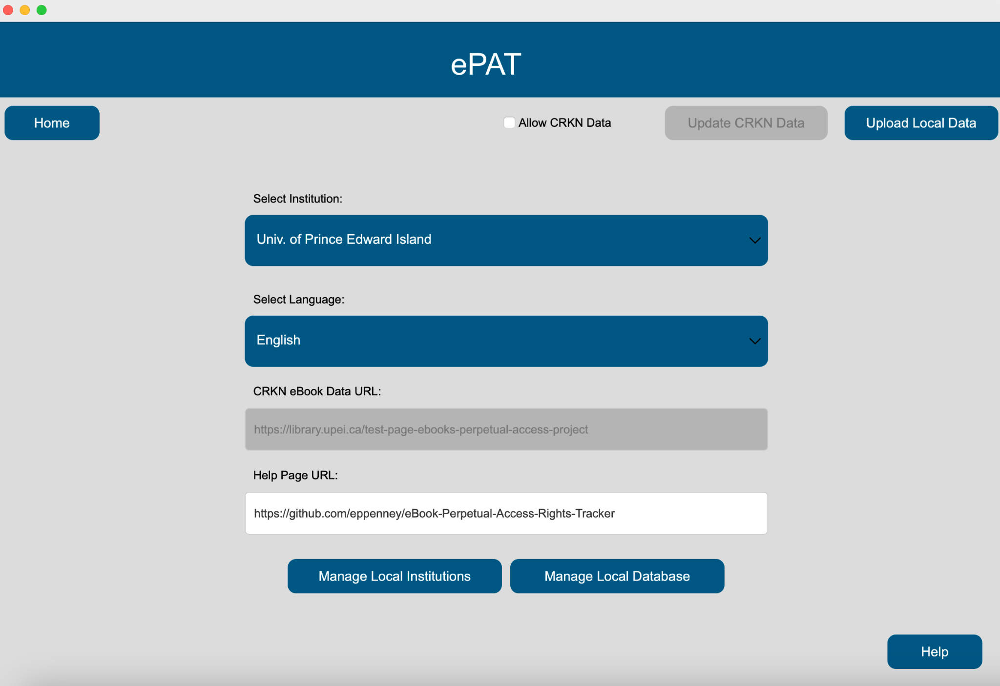 ePAT
Home
Allow CRKN Data
Update CRKN Data
Upload Local Data
Select Institution:
Univ. of Prince Edward Island
Select Language:
English
CRKN eBook Data URL:
https://library.upei.ca/test-page-ebooks-perpetual-access-project
Help Page URL:
https://github.com/eppenney/eBook-Perpetual-Access-Rights-Tracker
Manage Local Institutions
Manage Local Database
Help